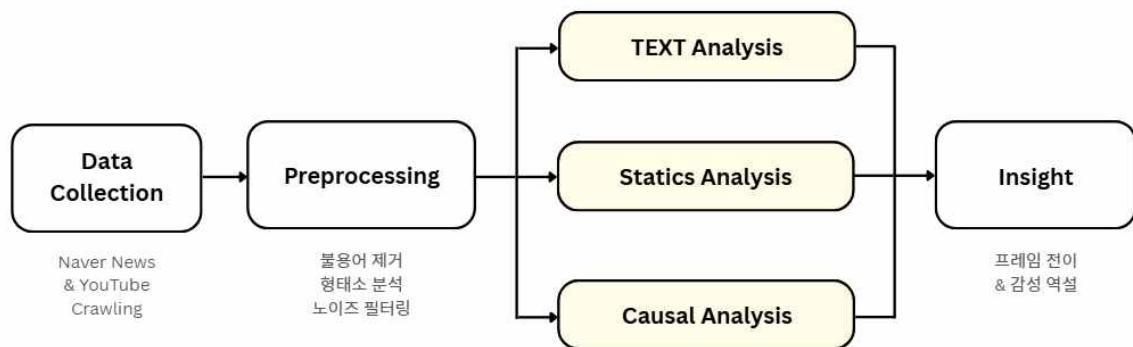 Data
Collection
Naver News
& YouTube
Crawling
Preprocessing
불용어 제거
형태소 분석
노이즈 필터링
TEXT Analysis
Statics Analysis
Causal Analysis
Insight
프레임 전이
& 감성 역설